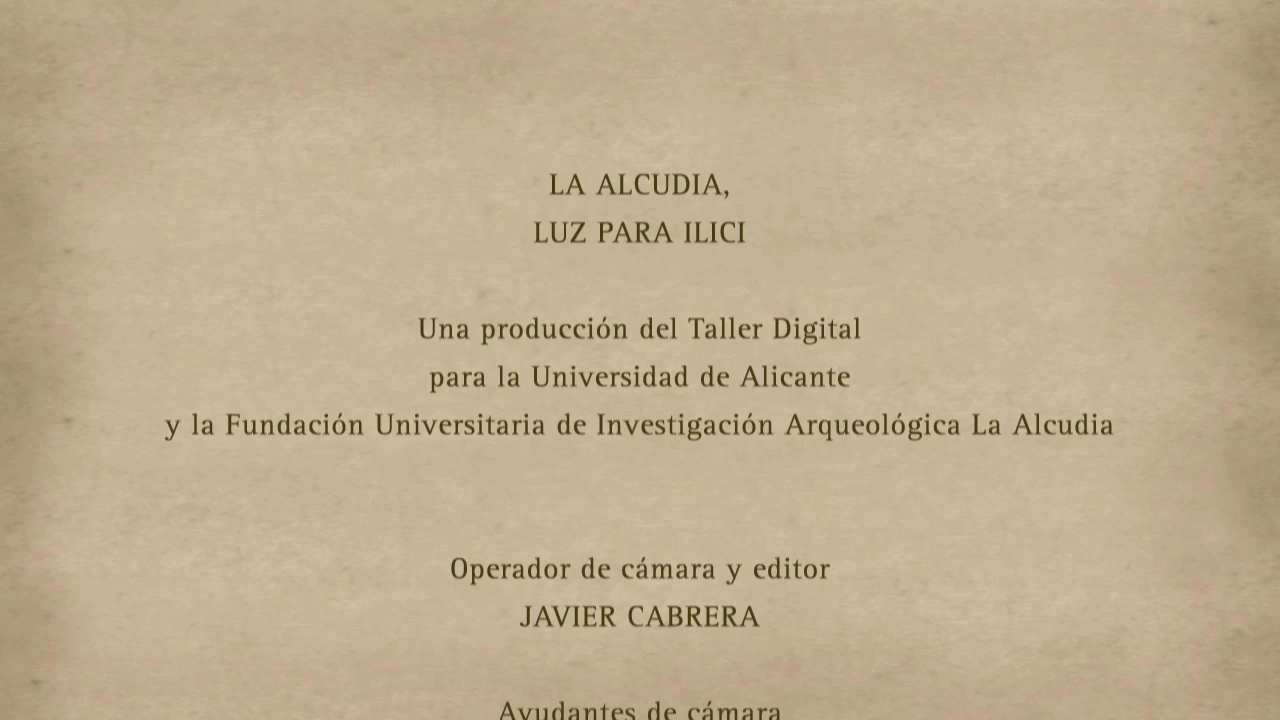 LA ALCUDIA,
LUZ PARA ILICI
Una producción del Taller Digital
para la Universidad de Alicante
y la Fundación Universitaria de Investigación Arqueológica La Alcudia
Operador de cámara y editor
JAVIER CABRERA
Ayudantes de cámara